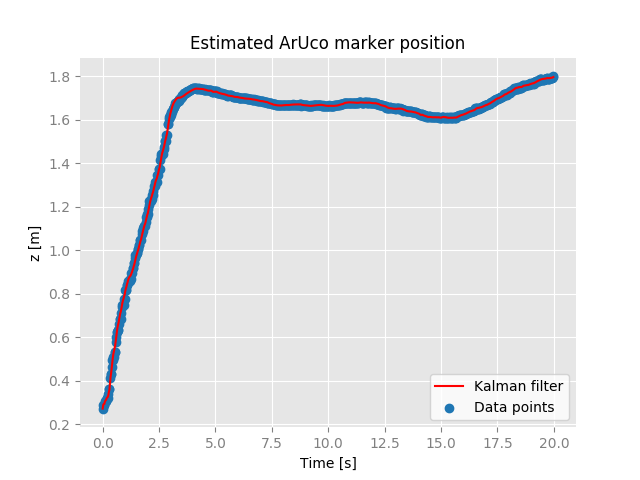 Estimated ArUco marker position
1.8
1.6
1.4
1.2
1.0
0.8
0.6
0.4
0.2
z [m]
Kalman filter
Data points
0.0 2.5 5.0 7.5 10.0 12.5 15.0 17.5 20.0
Time [s]